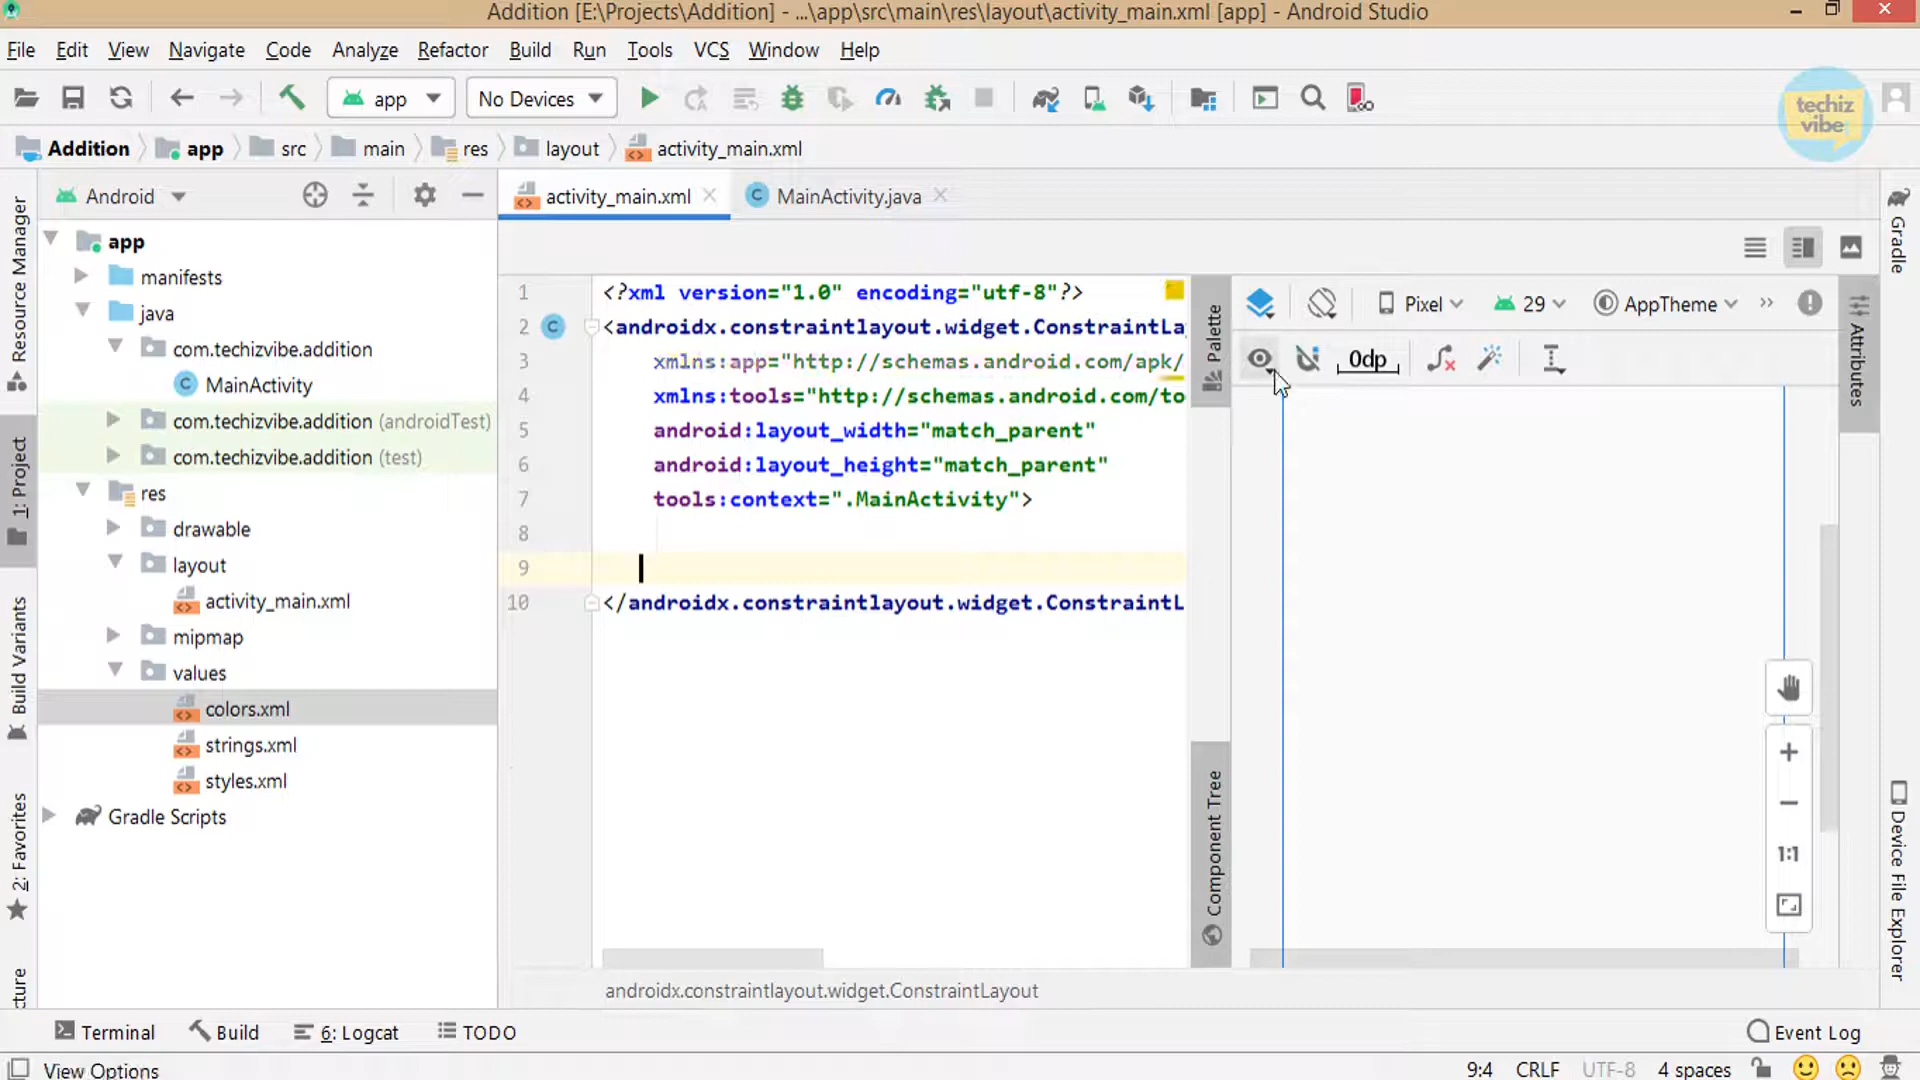 Addition [E:\Projects\Addition] - ...\app\src\main\res\layout\activity_main.xml [app] - Android Studio
File Edit View Navigate Code Analyze Refactor Build Run Tools VCS Window Help
app No Devices
techiz vibe
Addition app src main res layout activity_main.xml
Android
activity_main.xml MainActivity.java
app
manifests
java
com.techizvibe.addition
MainActivity
com.techizvibe.addition (androidTest)
com.techizvibe.addition (test)
res
drawable
layout
activity_main.xml
mipmap
values
colors.xml
strings.xml
styles.xml
Gradle Scripts
Resource Manager
1: Project
Build Variants
2: Favorites
cture
1 <?xml version="1.0" encoding="utf-8"?>
2 <androidx.constraintlayout.widget.ConstraintLa
3 xmlns:app="http://schemas.android.com/apk/
4 xmlns:tools="http://schemas.android.com/to
5 android:layout_width="match_parent"
6 android:layout_height="match_parent"
7 tools:context=".MainActivity">
8
9
10 </androidx.constraintlayout.widget.ConstraintL
androidx.constraintlayout.widget.ConstraintLayout
Palette
Component Tree
Pixel 29 AppTheme
0dp
1:1
Attributes
Gradle
Device File Explorer
Terminal Build 6: Logcat TODO Event Log
View Options 9:4 CRLF UTF-8 4 spaces